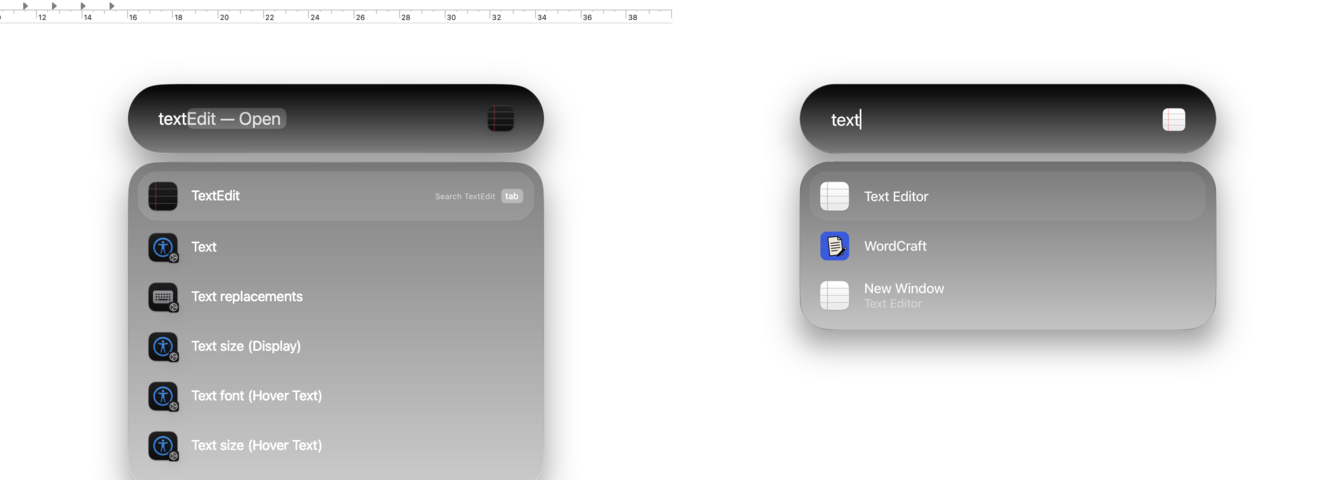 12 14 16 18 20 22 24 26 28 30 32 34 36 38
textEdit — Open
TextEdit
Search TextEdit tab
Text
Text replacements
Text size (Display)
Text font (Hover Text)
Text size (Hover Text)
text
Text Editor
WordCraft
New Window
Text Editor